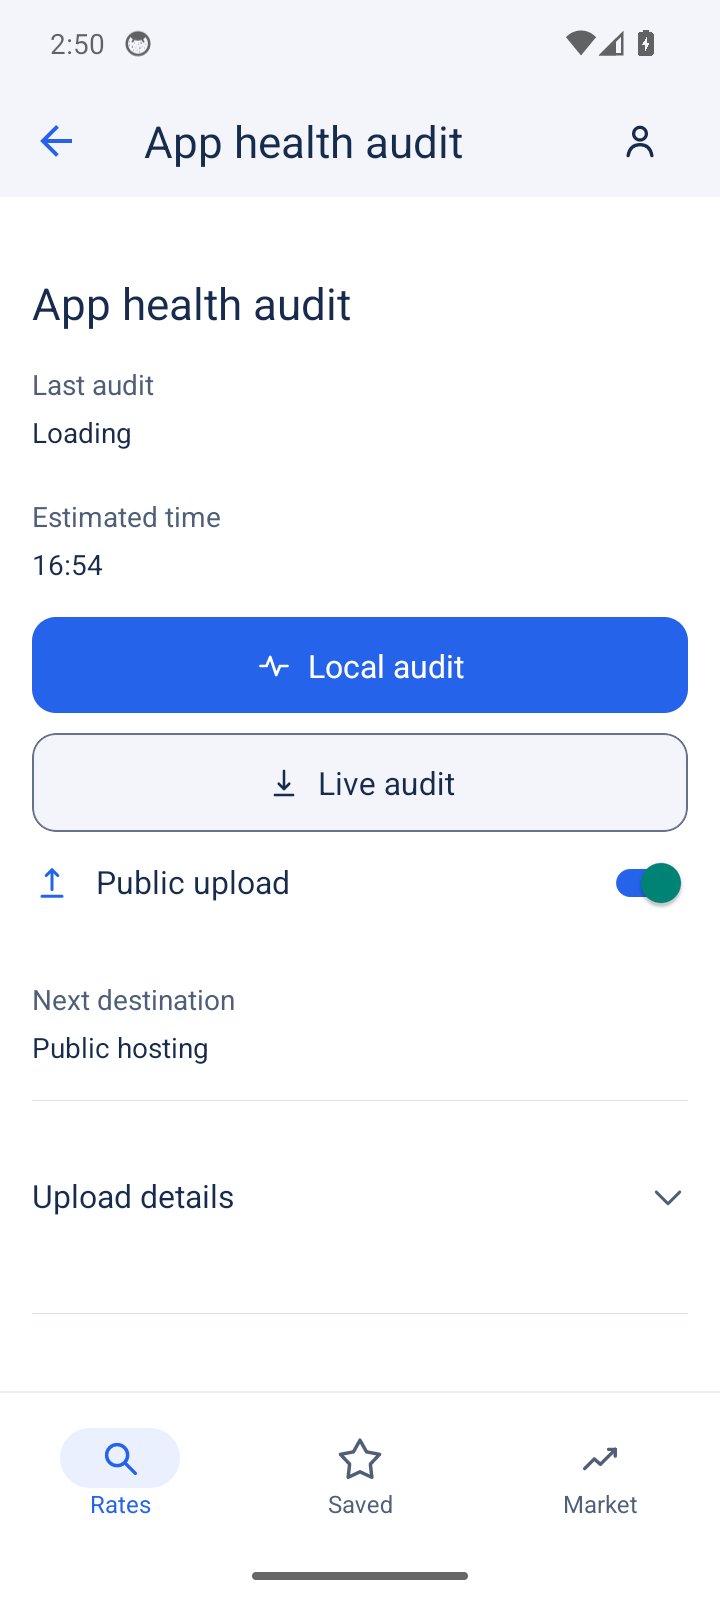 2:50
App health audit
App health audit
Last audit
Loading
Estimated time
16:54
Local audit
Live audit
Public upload
Next destination
Public hosting
Upload details
Rates
Saved
Market